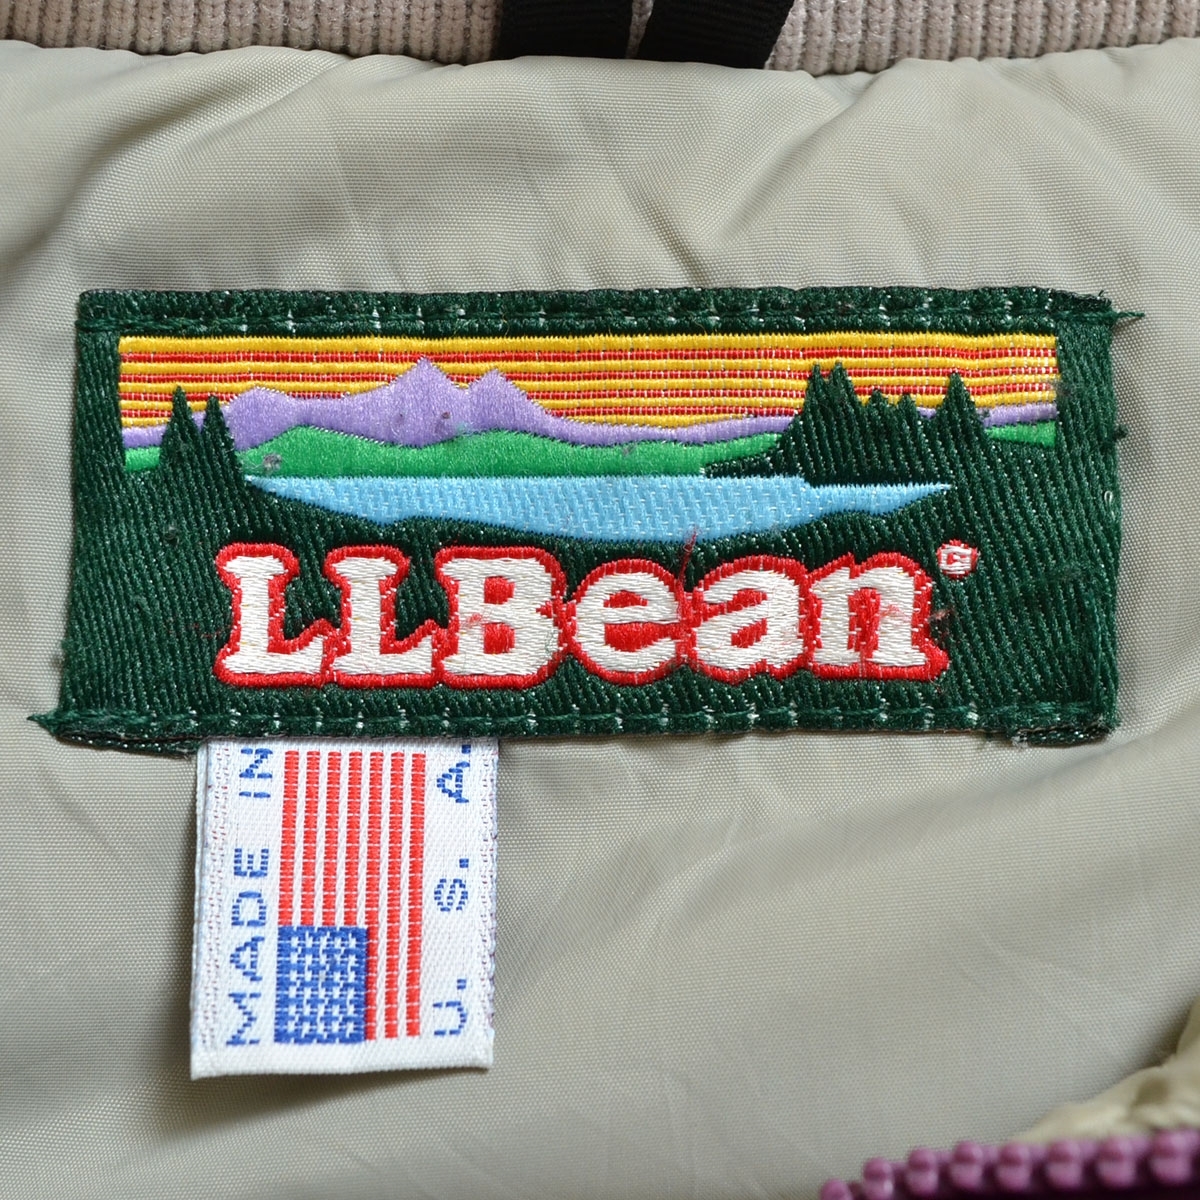 LLBean®
MADE IN
U. S. A.